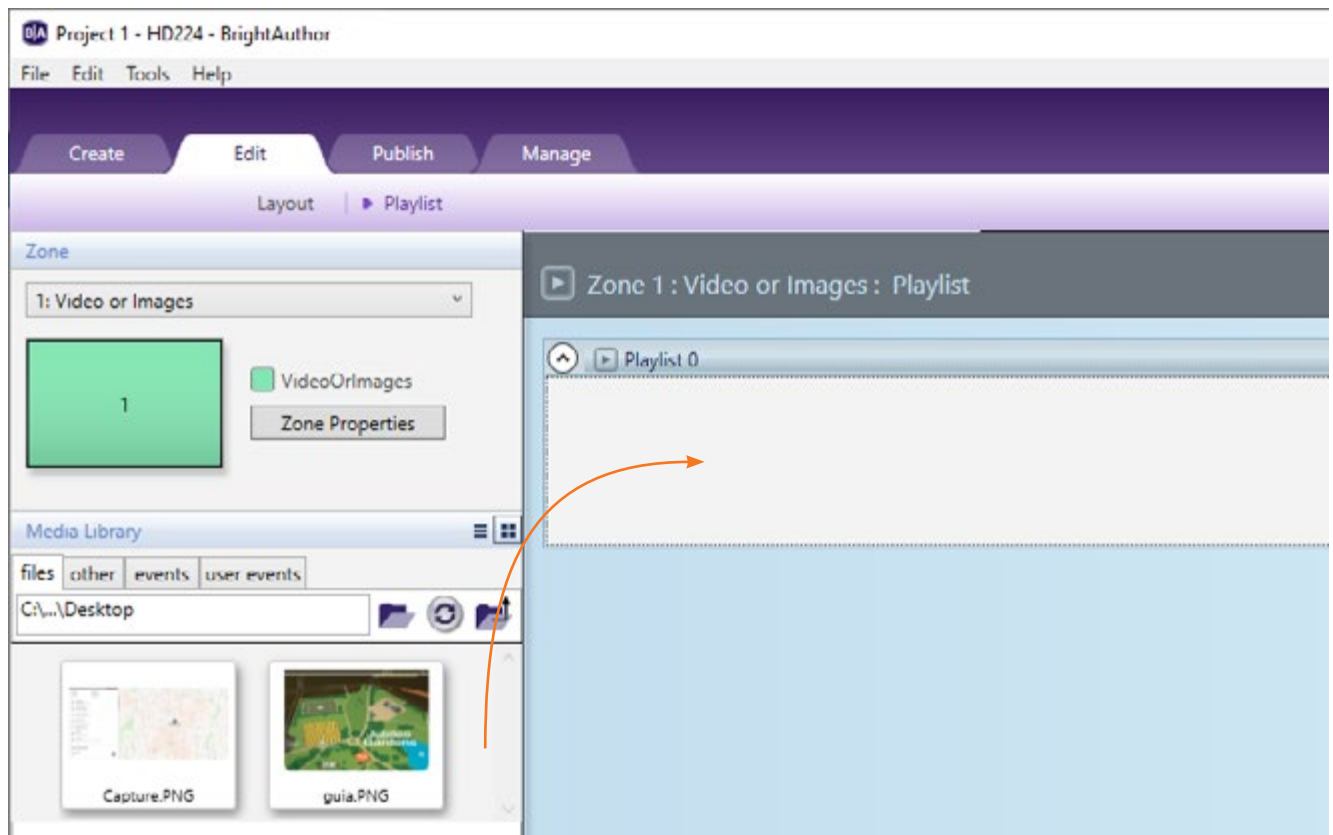 Project 1 - HD224 - BrightAuthor
File Edit Tools Help
Create Edit Publish Manage
Layout Playlist
Zone
1: Video or Images
1
VideoOrImages
Zone Properties
Media Library
files other events user events
C:\...\Desktop
Capture.PNG guia.PNG
Zone 1 : Video or Images : Playlist
Playlist 0
Jubilee
Gardens